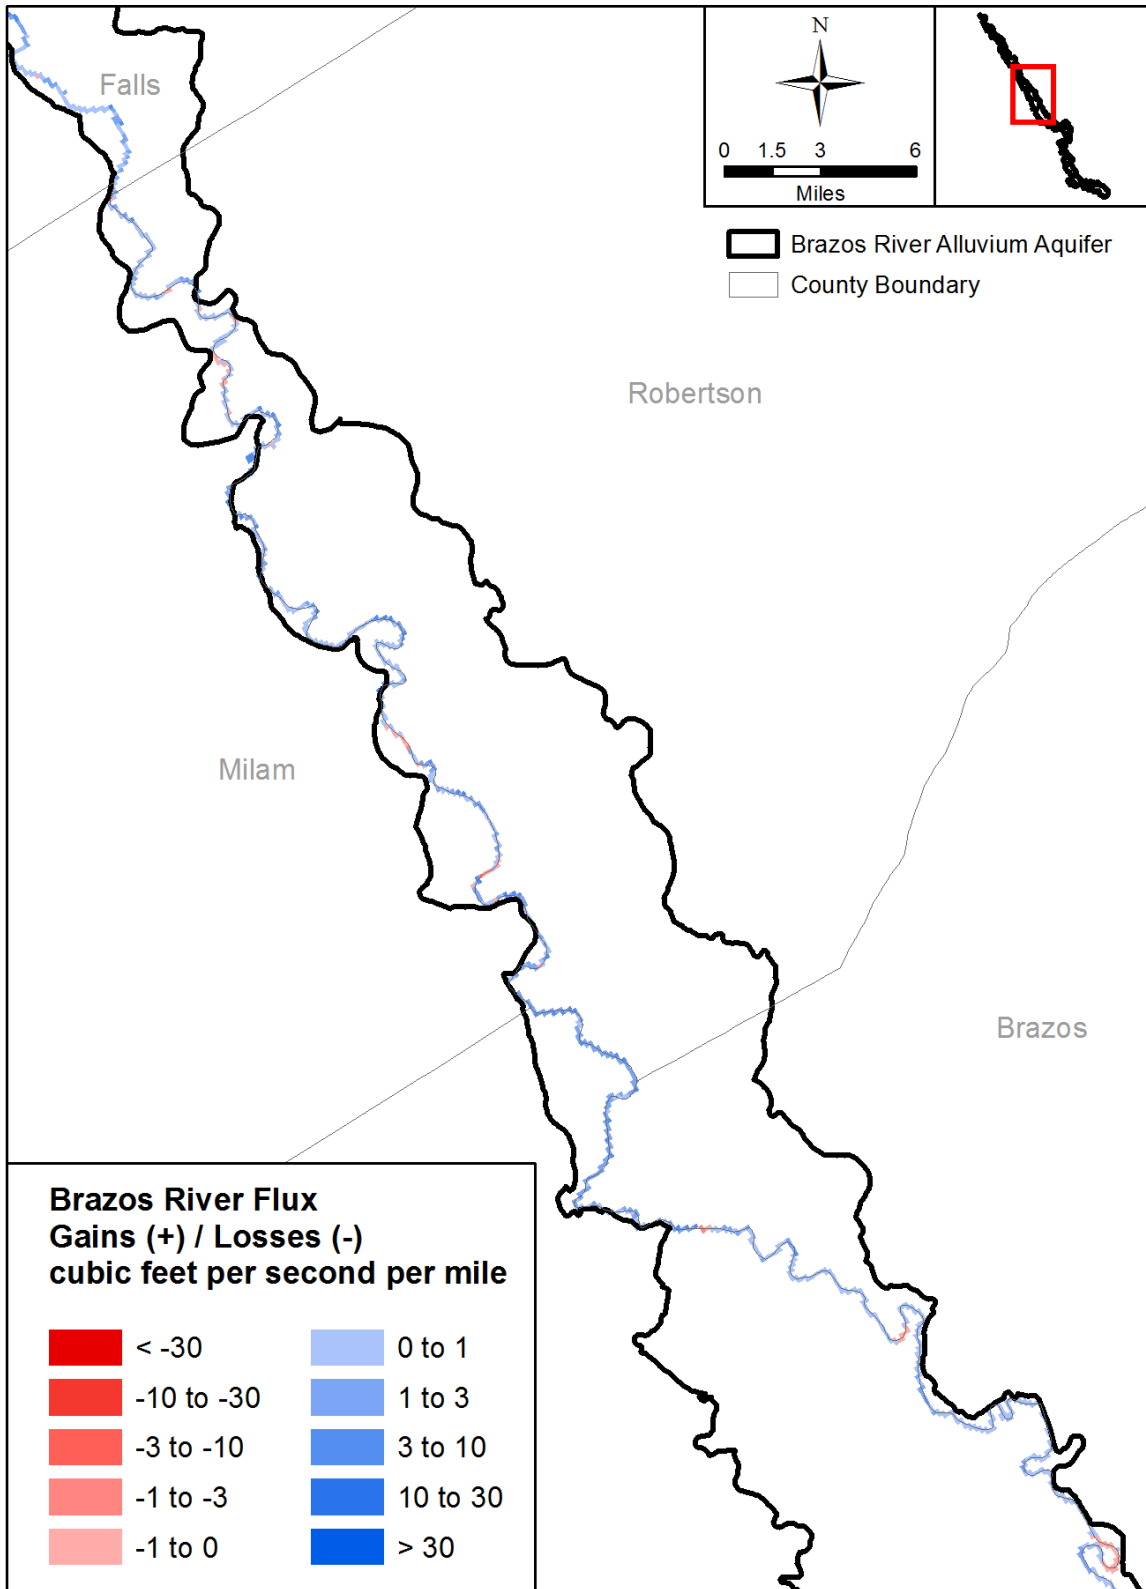 Falls
N
0 1.5 3 6
Miles
Brazos River Alluvium Aquifer
County Boundary
Robertson
Milam
Brazos
Brazos River Flux
Gains (+) / Losses (-)
cubic feet per second per mile
< -30
-10 to -30
-3 to -10
-1 to -3
-1 to 0
0 to 1
1 to 3
3 to 10
10 to 30
> 30